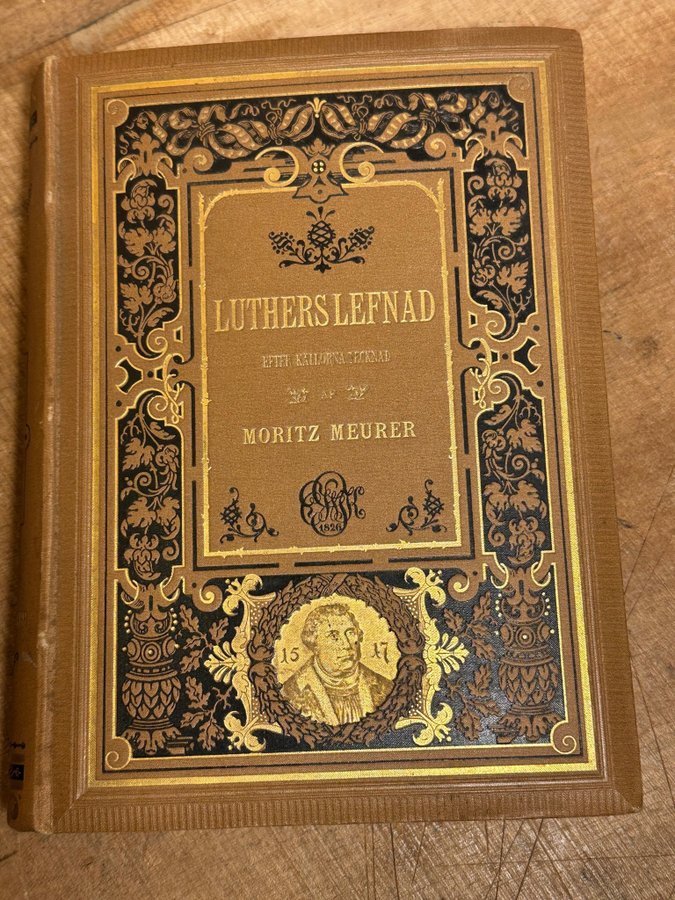 LUTHERS LEFNAD
EFTER KÄLLORNA TECKNAD
AF
MORITZ MEURER
1826
15 17